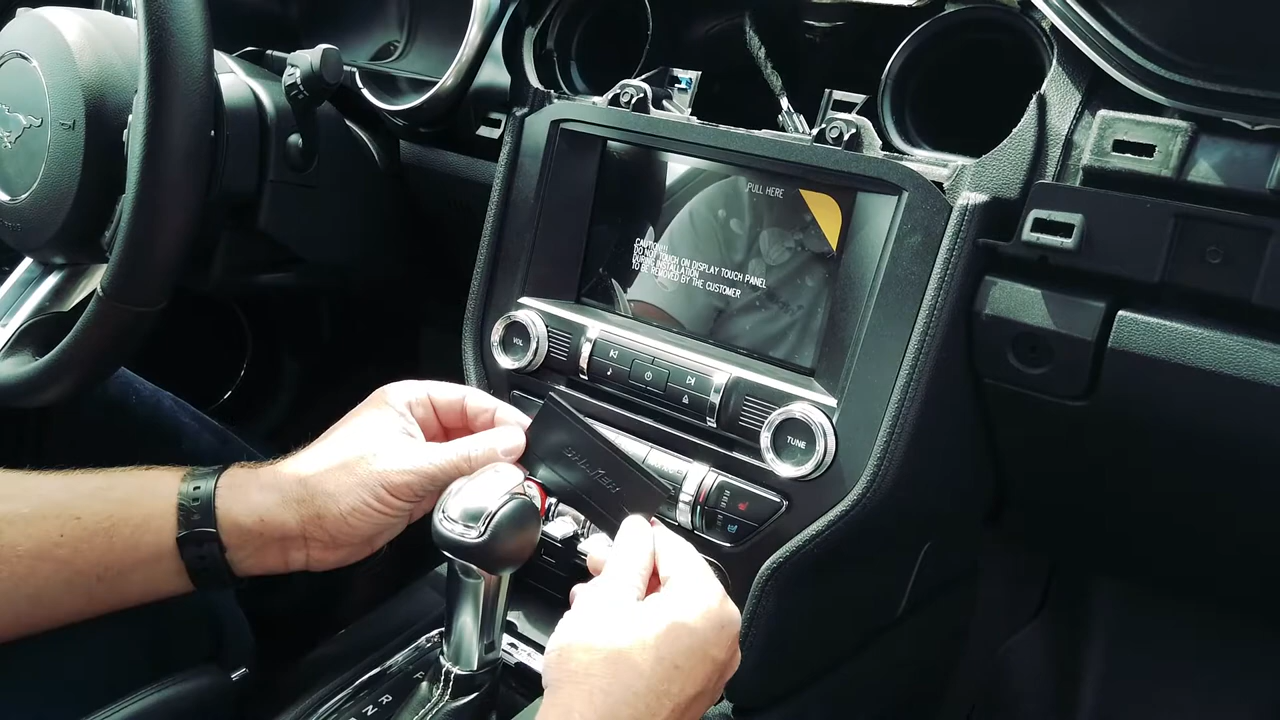 PULL HERE
CAUTION!!
DO NOT TOUCH ON DISPLAY TOUCH PANEL
DURING INSTALLATION
TO BE REMOVED BY THE CUSTOMER
VOL
TUNE
SHAKER
P
R
N